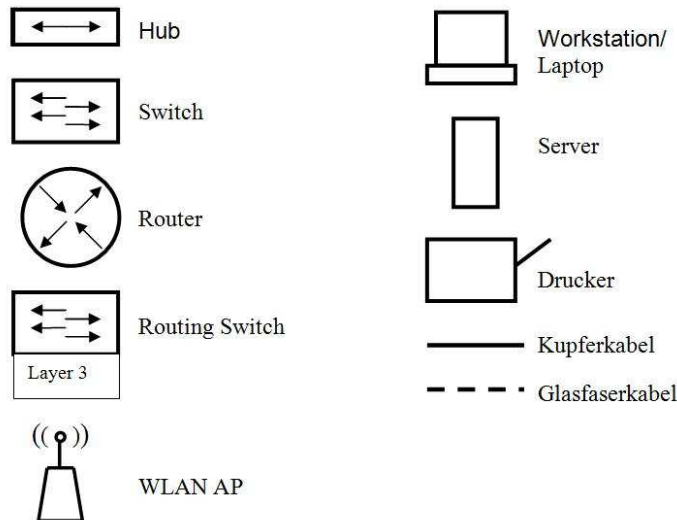 Hub
Switch
Router
Routing Switch
Layer 3
WLAN AP
Workstation/
Laptop
Server
Drucker
Kupferkabel
Glasfaserkabel